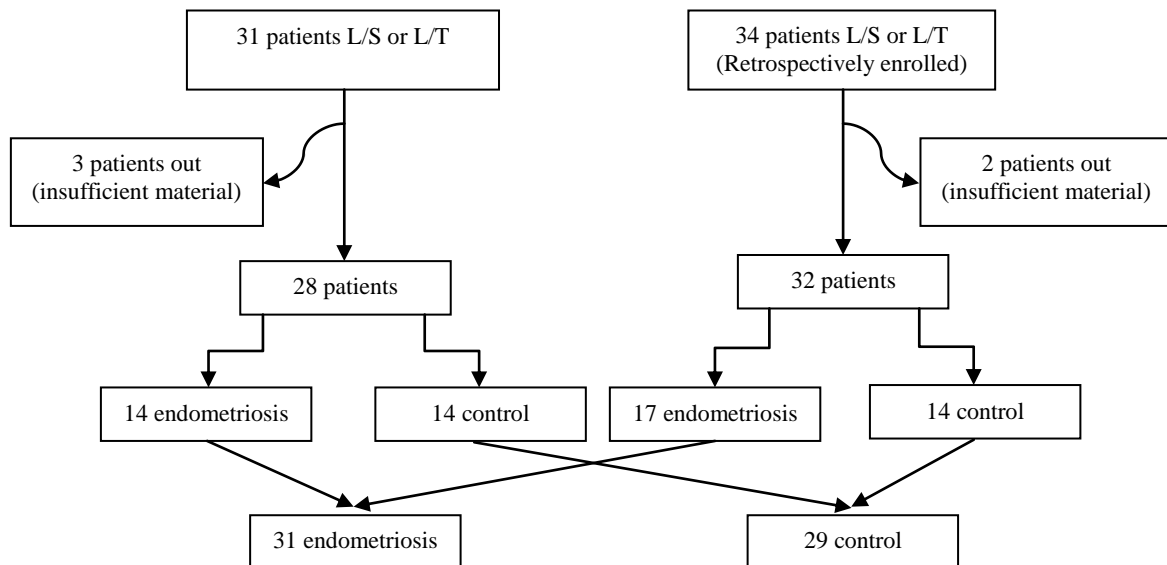 31 patients L/S or L/T
34 patients L/S or L/T
(Retrospectively enrolled)
3 patients out
(insufficient material)
2 patients out
(insufficient material)
28 patients
32 patients
14 endometriosis
14 control
17 endometriosis
14 control
31 endometriosis
29 control